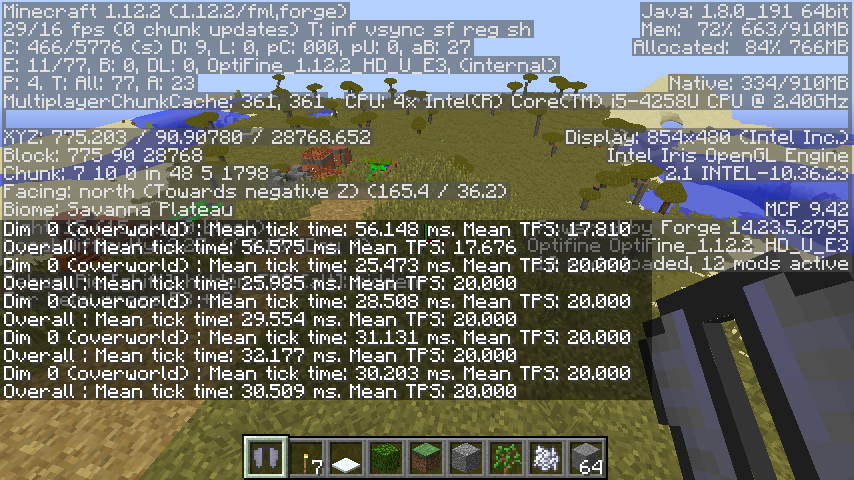 Minecraft 1.12.2 (1.12.2/fml,forge)
Java: 1.8.0_191 64bit
29/16 fps (0 chunk updates) T: inf vsync sf reg sh
Mem: 72% 663/910MB
C: 466/5776 (s) D: 9, L: 0, pC: 000, pU: 0, aB: 27
Allocated: 84% 766MB
E: 11/77, B: 0, DL: 0, OptiFine_1.12.2_HD_U_E3, (internal)
P: 4. T: All: 77, A: 23
Native: 334/910MB
MultiplayerChunkCache: 361, 361
CPU: 4x Intel(R) Core(TM) i5-4258U CPU @ 2.40GHz
XYZ: 775.203 / 90.90780 / 28768.652
Display: 854x480 (Intel Inc.)
Block: 775 90 28768
Intel Iris OpenGL Engine
Chunk: 7 10 0 in 48 5 1798
2.1 INTEL-10.36.23
Facing: north (Towards negative Z) (165.4 / 36.2)
Biome: Savanna Plateau
MCP 9.42
Dim 0 (overworld) : Mean tick time: 56.148 ms. Mean TPS: 17.810
Forge 14.23.5.2795
Overall : Mean tick time: 56.575 ms. Mean TPS: 17.676
Optifine OptiFine_1.12.2_HD_U_E3
Dim 0 (overworld) : Mean tick time: 25.473 ms. Mean TPS: 20.000
loaded, 12 mods active
Overall : Mean tick time: 25.985 ms. Mean TPS: 20.000
Dim 0 (overworld) : Mean tick time: 28.508 ms. Mean TPS: 20.000
Overall : Mean tick time: 29.554 ms. Mean TPS: 20.000
Dim 0 (overworld) : Mean tick time: 31.131 ms. Mean TPS: 20.000
Overall : Mean tick time: 32.177 ms. Mean TPS: 20.000
Dim 0 (overworld) : Mean tick time: 30.203 ms. Mean TPS: 20.000
Overall : Mean tick time: 30.509 ms. Mean TPS: 20.000
7
64